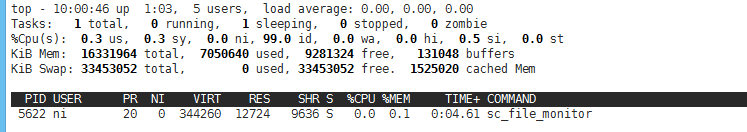 top - 10:00:46 up  1:03,  5 users,  load average: 0.00, 0.00, 0.00
Tasks:   1 total,   0 running,   1 sleeping,   0 stopped,   0 zombie
%Cpu(s):  0.3 us,  0.3 sy,  0.0 ni, 99.0 id,  0.0 wa,  0.0 hi,  0.5 si,  0.0 st
KiB Mem:  16331964 total,  7050640 used,  9281324 free,   131048 buffers
KiB Swap: 33453052 total,        0 used, 33453052 free.  1525020 cached Mem
PID USER      PR  NI    VIRT    RES    SHR S  %CPU %MEM     TIME+ COMMAND
5622 ni        20   0  344260  12724   9636 S   0.0  0.1   0:04.61 sc_file_monitor